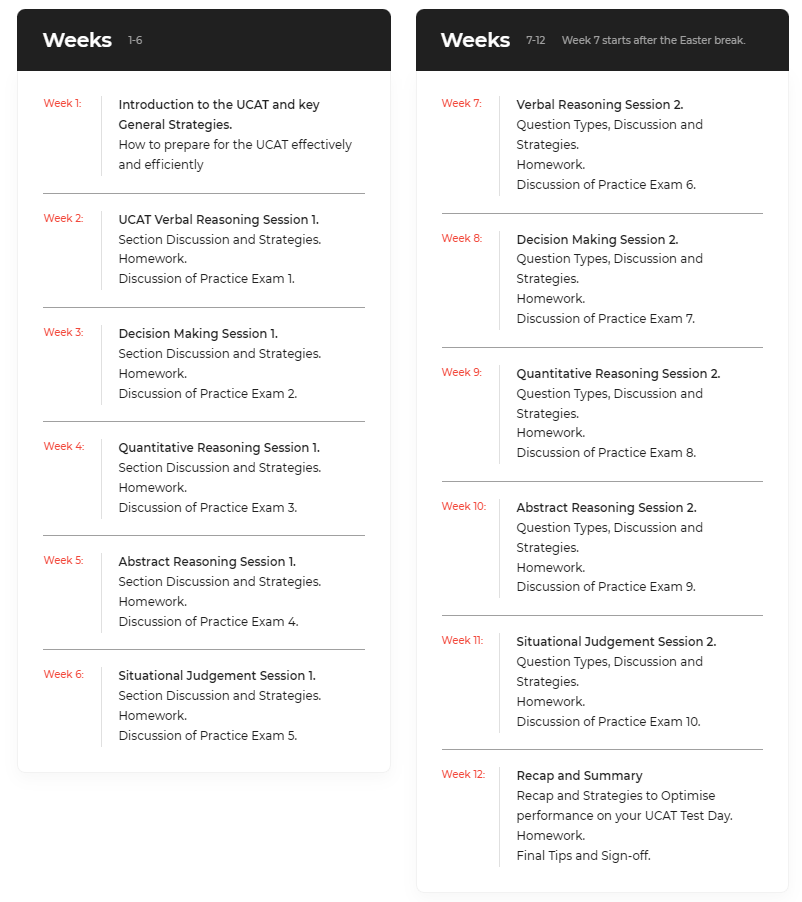 Weeks 1-6
Week 1: Introduction to the UCAT and key
General Strategies.
How to prepare for the UCAT effectively
and efficiently
Week 2: UCAT Verbal Reasoning Session 1.
Section Discussion and Strategies.
Homework.
Discussion of Practice Exam 1.
Week 3: Decision Making Session 1.
Section Discussion and Strategies.
Homework.
Discussion of Practice Exam 2.
Week 4: Quantitative Reasoning Session 1.
Section Discussion and Strategies.
Homework.
Discussion of Practice Exam 3.
Week 5: Abstract Reasoning Session 1.
Section Discussion and Strategies.
Homework.
Discussion of Practice Exam 4.
Week 6: Situational Judgement Session 1.
Section Discussion and Strategies.
Homework.
Discussion of Practice Exam 5.
Weeks 7-12 Week 7 starts after the Easter break.
Week 7: Verbal Reasoning Session 2.
Question Types, Discussion and
Strategies.
Homework.
Discussion of Practice Exam 6.
Week 8: Decision Making Session 2.
Question Types, Discussion and
Strategies.
Homework.
Discussion of Practice Exam 7.
Week 9: Quantitative Reasoning Session 2.
Question Types, Discussion and
Strategies.
Homework.
Discussion of Practice Exam 8.
Week 10: Abstract Reasoning Session 2.
Question Types, Discussion and
Strategies.
Homework.
Discussion of Practice Exam 9.
Week 11: Situational Judgement Session 2.
Question Types, Discussion and
Strategies.
Homework.
Discussion of Practice Exam 10.
Week 12: Recap and Summary
Recap and Strategies to Optimise
performance on your UCAT Test Day.
Homework.
Final Tips and Sign-off.